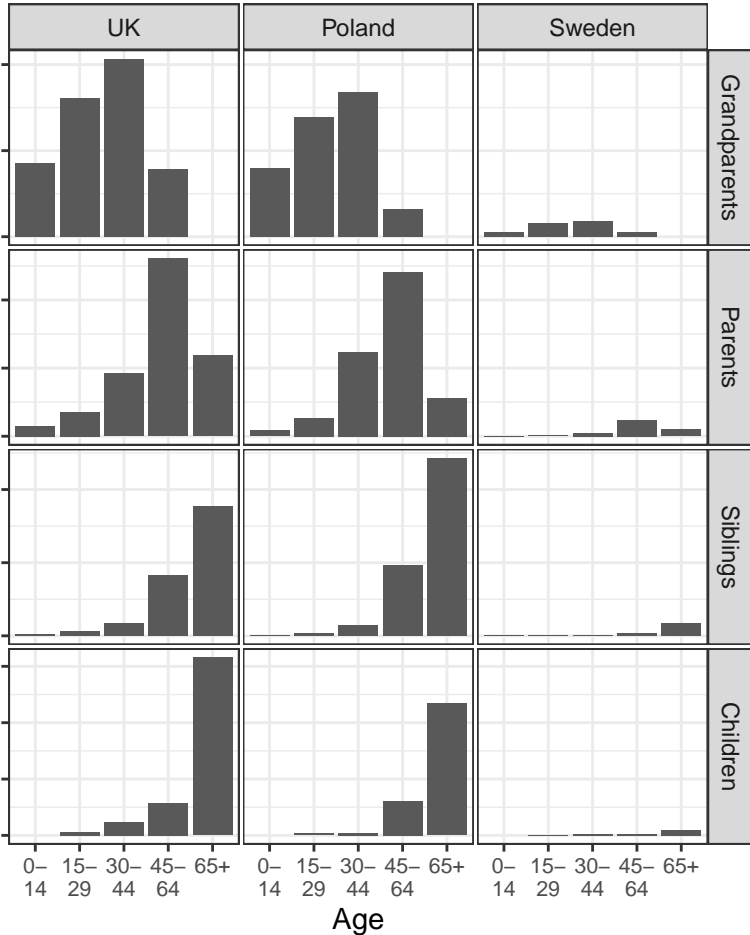 UK Poland Sweden
Grandparents
Parents
Siblings
Children
0– 15– 30– 45– 65+ 0– 15– 30– 45– 65+ 0– 15– 30– 45– 65+
14 29 44 64 14 29 44 64 14 29 44 64
Age